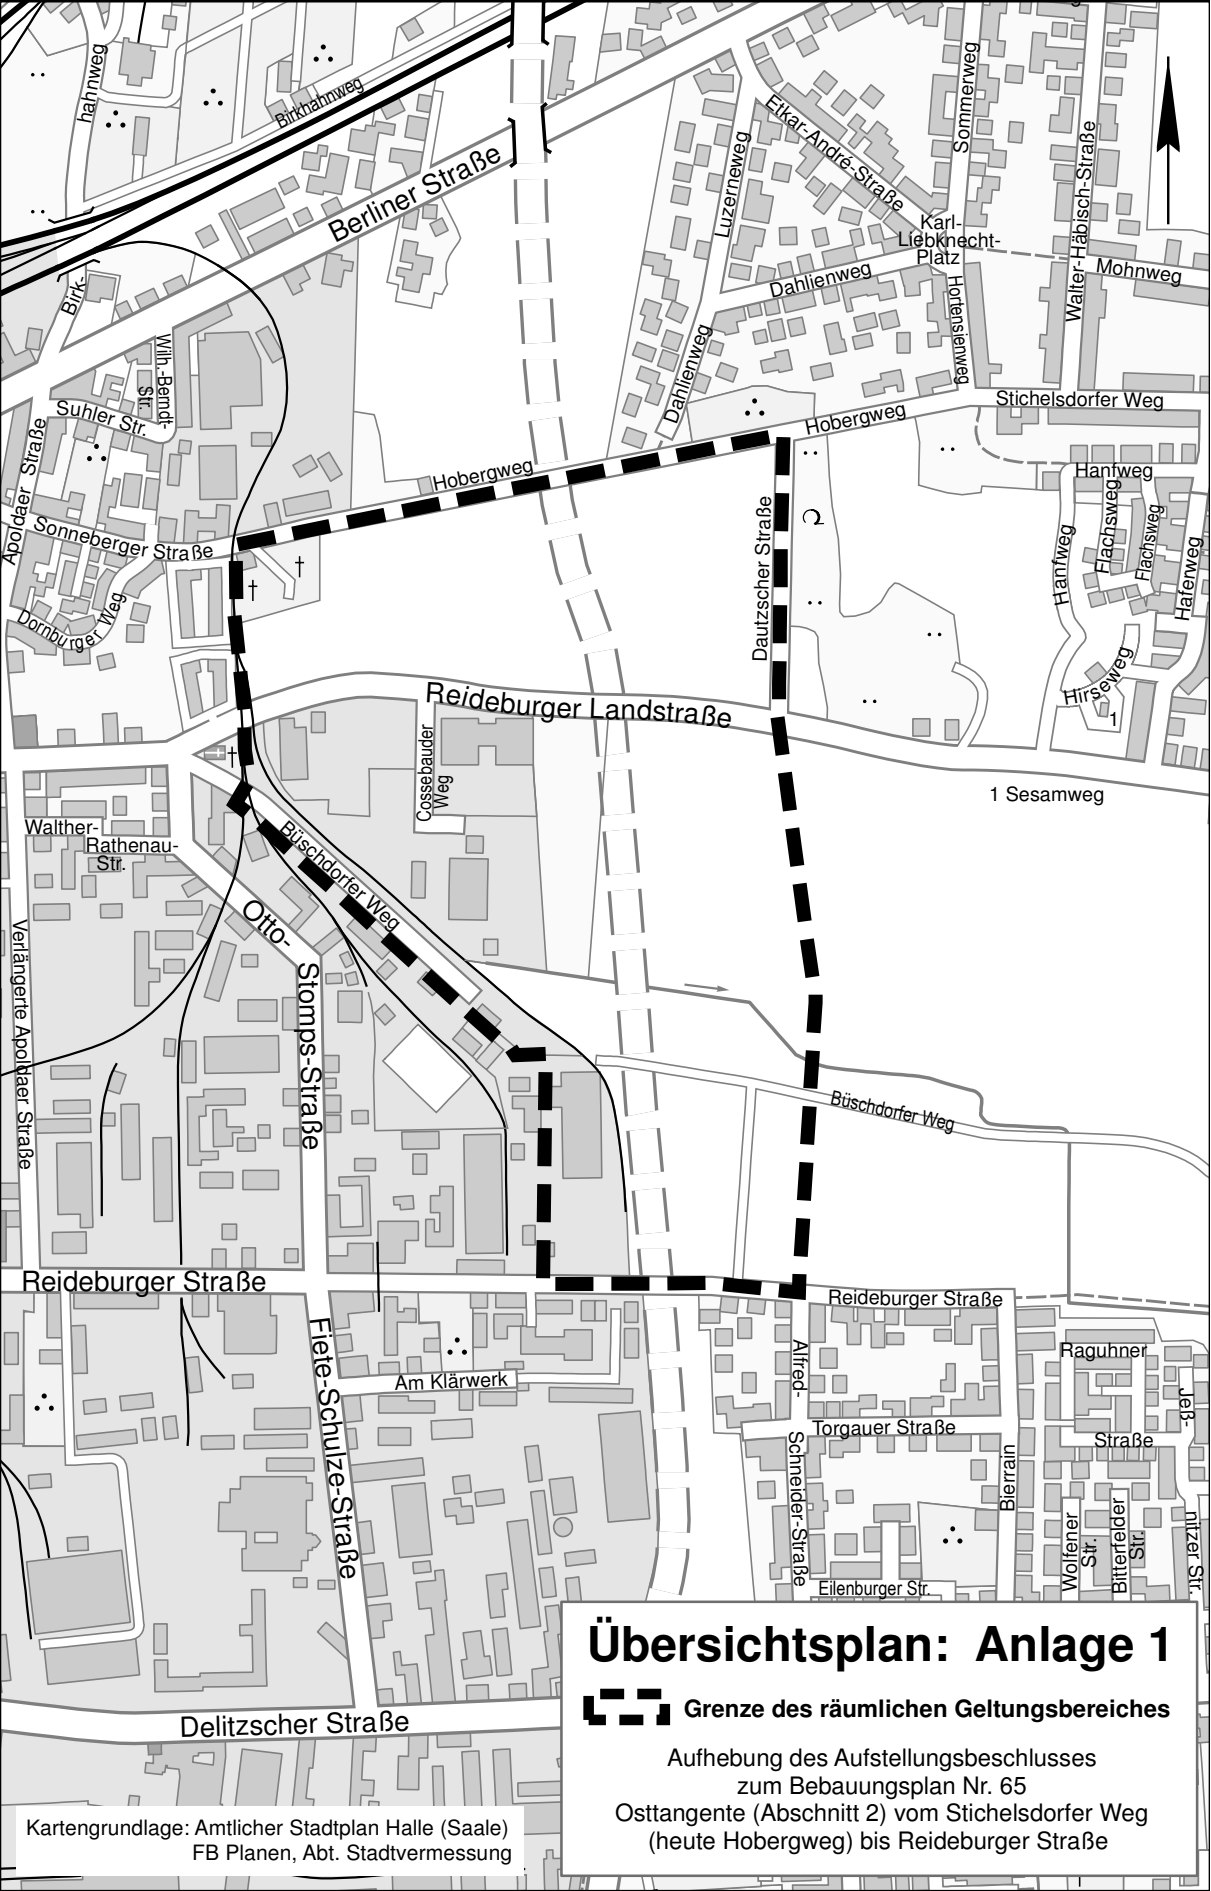 hahnweg
Birkhahnweg
Berliner Straße
Birk-
Luzerneweg
Etkar-André-Straße
Sommerweg
Walter-Häbisch-Straße
Karl-
Liebknecht-
Platz
Mohnweg
Dahlienweg
Hortensienweg
Dahlienweg
Wilh.-Berndt-
Str.
Suhler Str.
Apoldaer Straße
Stichelsdorfer Weg
Hobergweg
Hobergweg
Hanfweg
Flachsweg
Flachsweg
Hanfweg
Haferweg
Sonneberger Straße
Dornburger Weg
Dautzscher Straße
Hirseweg
1
Reideburger Landstraße
Cossebauder
Weg
1 Sesamweg
Walther-
Rathenau-
Str.
Büschdorfer Weg
Otto-
Stomps-Straße
Verlängerte Apoldaer Straße
Büschdorfer Weg
Reideburger Straße
Reideburger Straße
Fiete-Schulze-Straße
Am Klärwerk
Alfred-
Schneider-Straße
Torgauer Straße
Bierrain
Raguhner
Straße
Jeß-
nitzer Str.
Wolfener
Str.
Bitterfelder
Str.
Eilenburger Str.
Delitzscher Straße
Übersichtsplan: Anlage 1
Grenze des räumlichen Geltungsbereiches
Aufhebung des Aufstellungsbeschlusses
zum Bebauungsplan Nr. 65
Osttangente (Abschnitt 2) vom Stichelsdorfer Weg
(heute Hobergweg) bis Reideburger Straße
Kartengrundlage: Amtlicher Stadtplan Halle (Saale)
FB Planen, Abt. Stadtvermessung